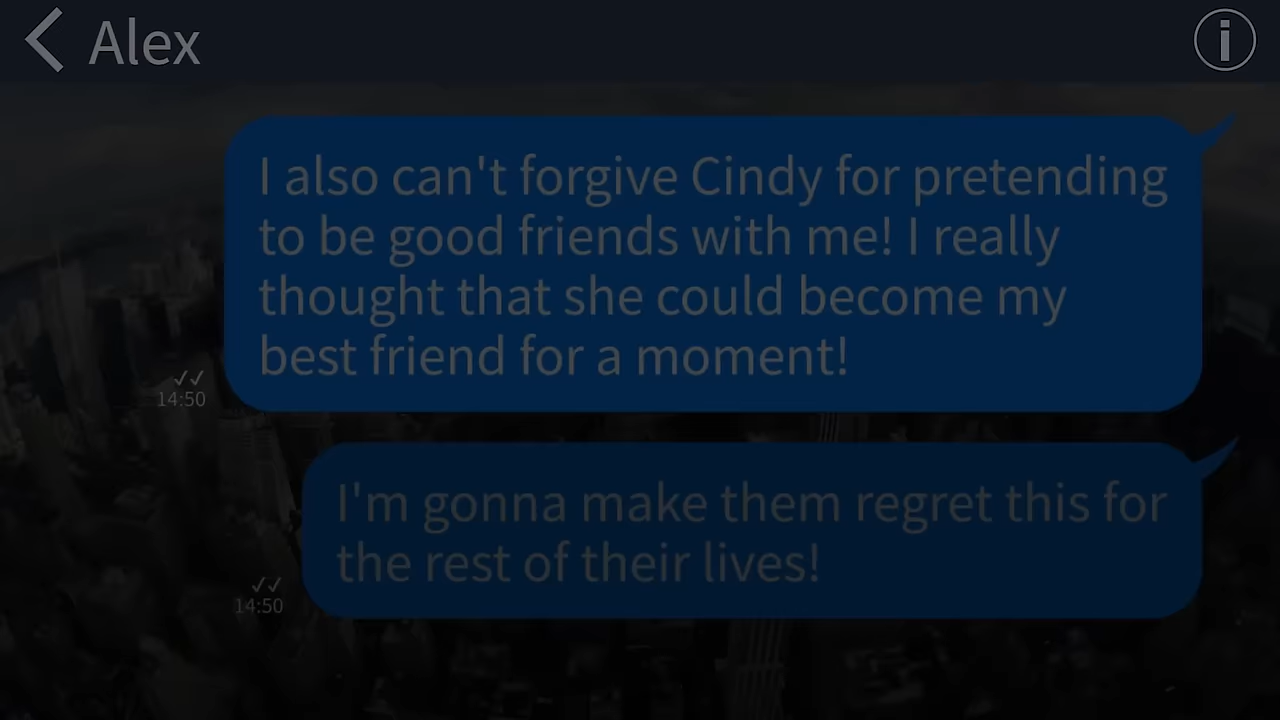 Alex
I also can't forgive Cindy for pretending
to be good friends with me! I really
thought that she could become my
best friend for a moment!
14:50
I'm gonna make them regret this for
the rest of their lives!
14:50